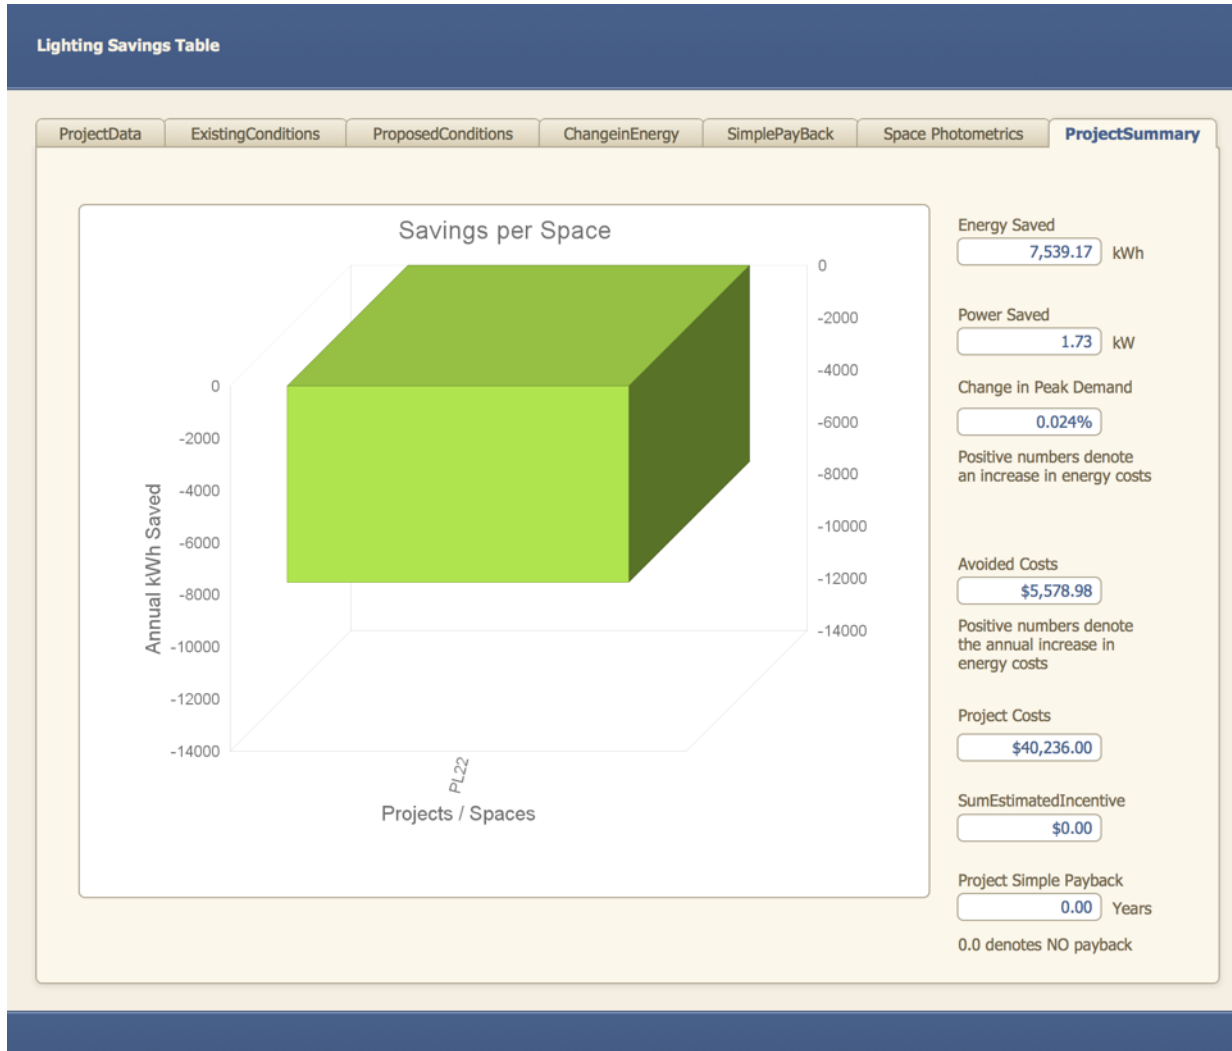 Lighting Savings Table
ProjectData
ExistingConditions
ProposedConditions
ChangeinEnergy
SimplePayBack
Space Photometrics
ProjectSummary
Savings per Space
0
-2000
-4000
-6000
-8000
-10000
-12000
-14000
0
-2000
-4000
-6000
-8000
-10000
-12000
-14000
Annual kWh Saved
PL22
Projects / Spaces
Energy Saved
7,539.17 kWh
Power Saved
1.73 kW
Change in Peak Demand
0.024%
Positive numbers denote
an increase in energy costs
Avoided Costs
$5,578.98
Positive numbers denote
the annual increase in
energy costs
Project Costs
$40,236.00
SumEstimatedIncentive
$0.00
Project Simple Payback
0.00 Years
0.0 denotes NO payback